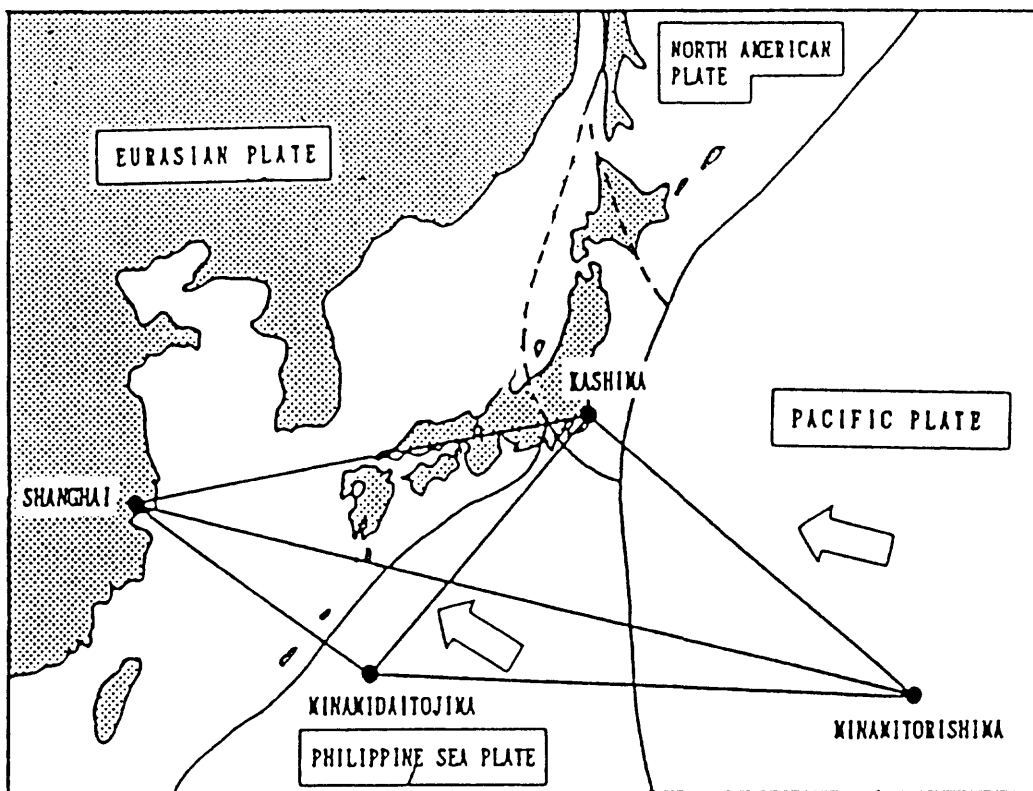 NORTH AMERICAN
PLATE
EURASIAN PLATE
KASHIMA
PACIFIC PLATE
SHANGHAI
MINAMIDAITOJIMA
MINAMITORISHIMA
PHILIPPINE SEA PLATE